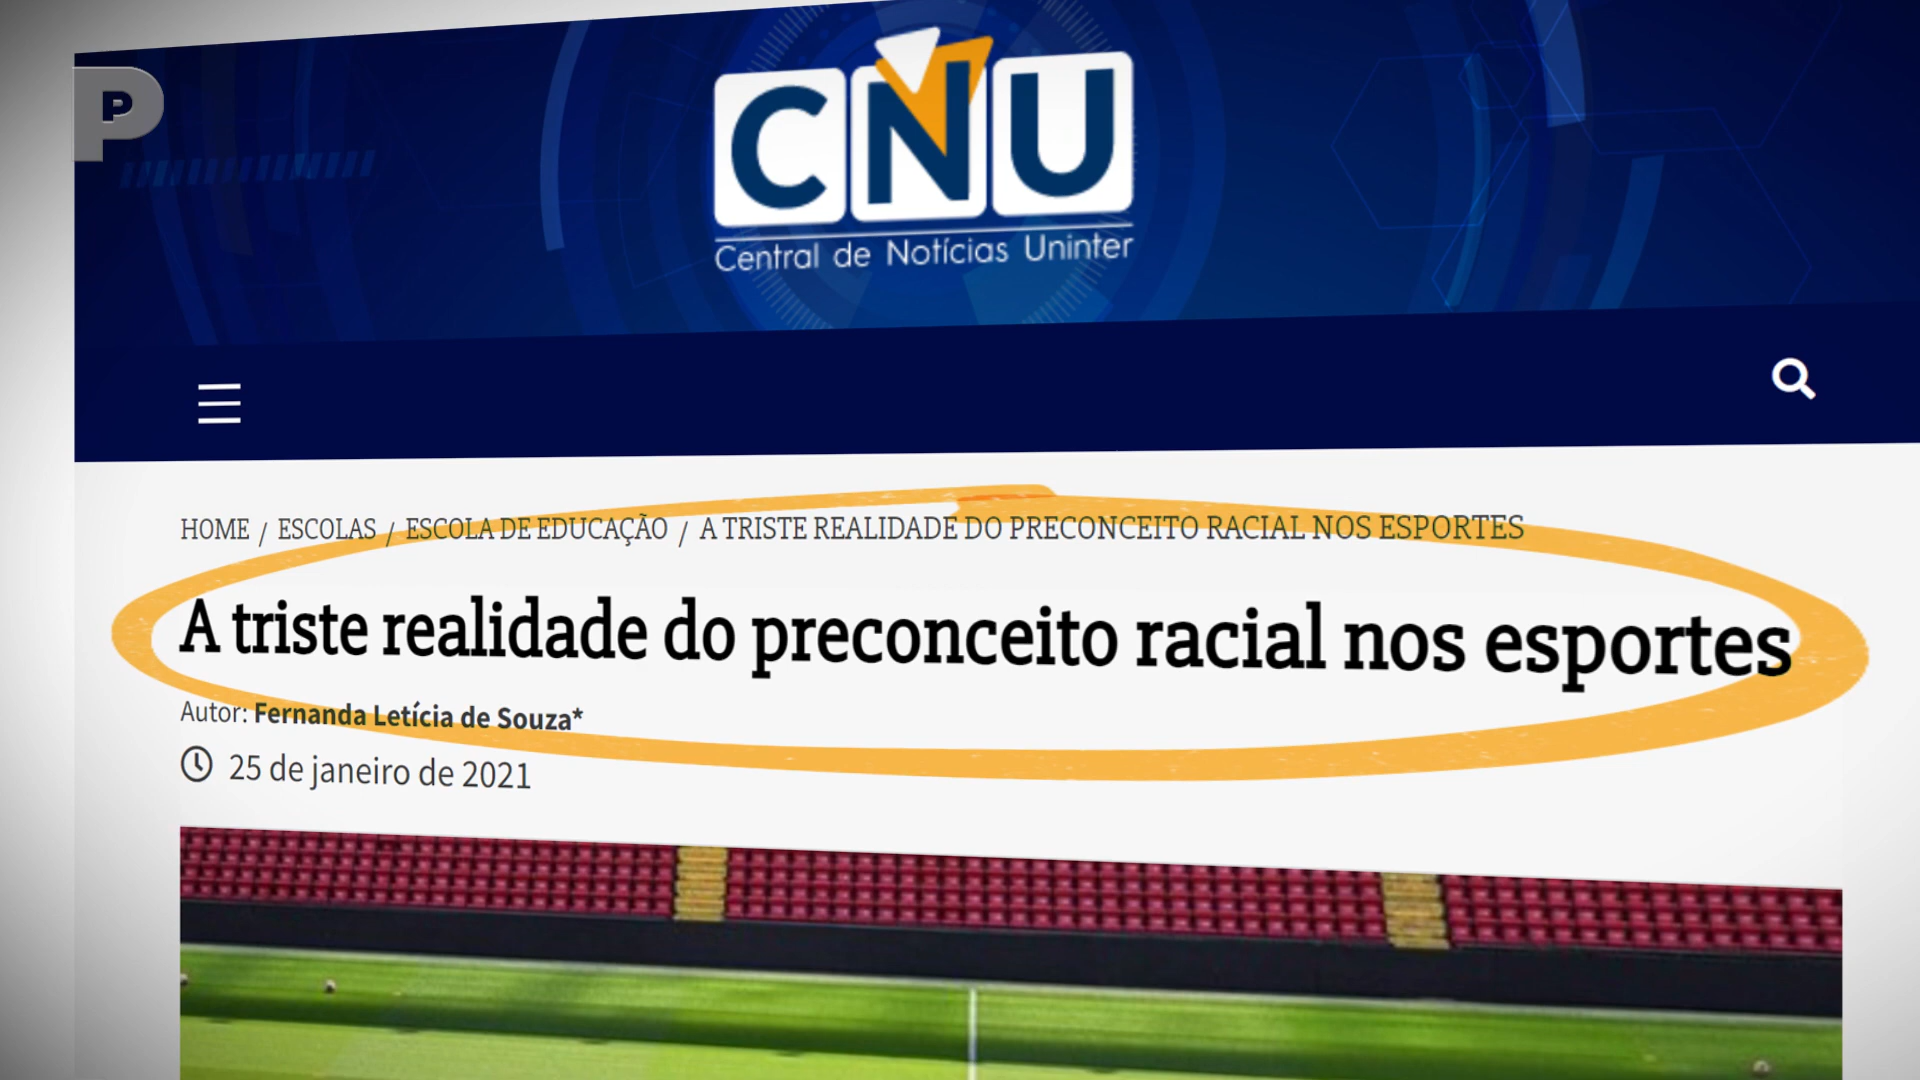 P
P
CNU
Central de Notícias Uninter
HOME / ESCOLAS / ESCOLA DE EDUCAÇÃO / A TRISTE REALIDADE DO PRECONCEITO RACIAL NOS ESPORTES
A triste realidade do preconceito racial nos esportes
Autor: Fernanda Letícia de Souza*
25 de janeiro de 2021